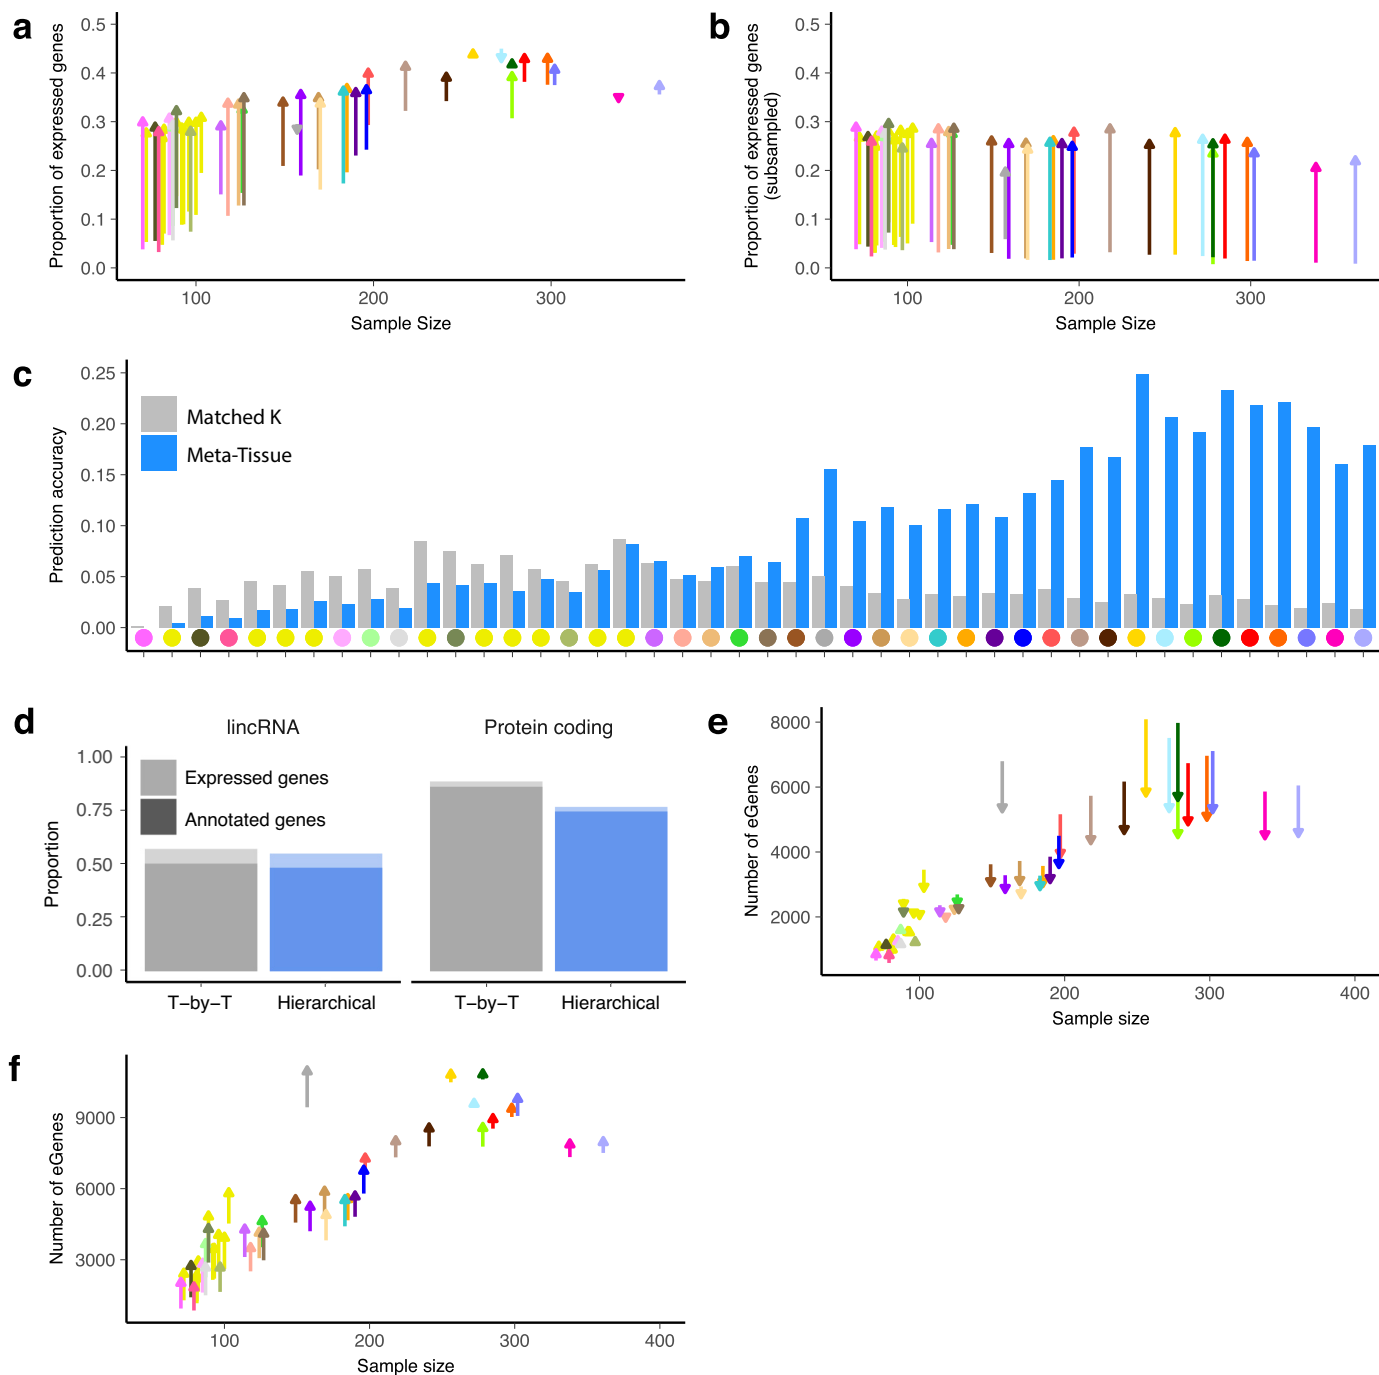 a
Proportion of expressed genes
0.5
0.4
0.3
0.2
0.1
0.0
100
200
300
Sample Size
b
Proportion of expressed genes
(subsampled)
0.5
0.4
0.3
0.2
0.1
0.0
100
200
300
Sample Size
c
Prediction accuracy
0.25
0.20
0.15
0.10
0.05
0.00
Matched K
Meta-Tissue
d
lincRNA
Protein coding
Proportion
1.00
0.75
0.50
0.25
0.00
Expressed genes
Annotated genes
T−by−T
Hierarchical
T−by−T
Hierarchical
e
Number of eGenes
8000
6000
4000
2000
100
200
300
400
Sample size
f
Number of eGenes
9000
6000
3000
100
200
300
400
Sample size